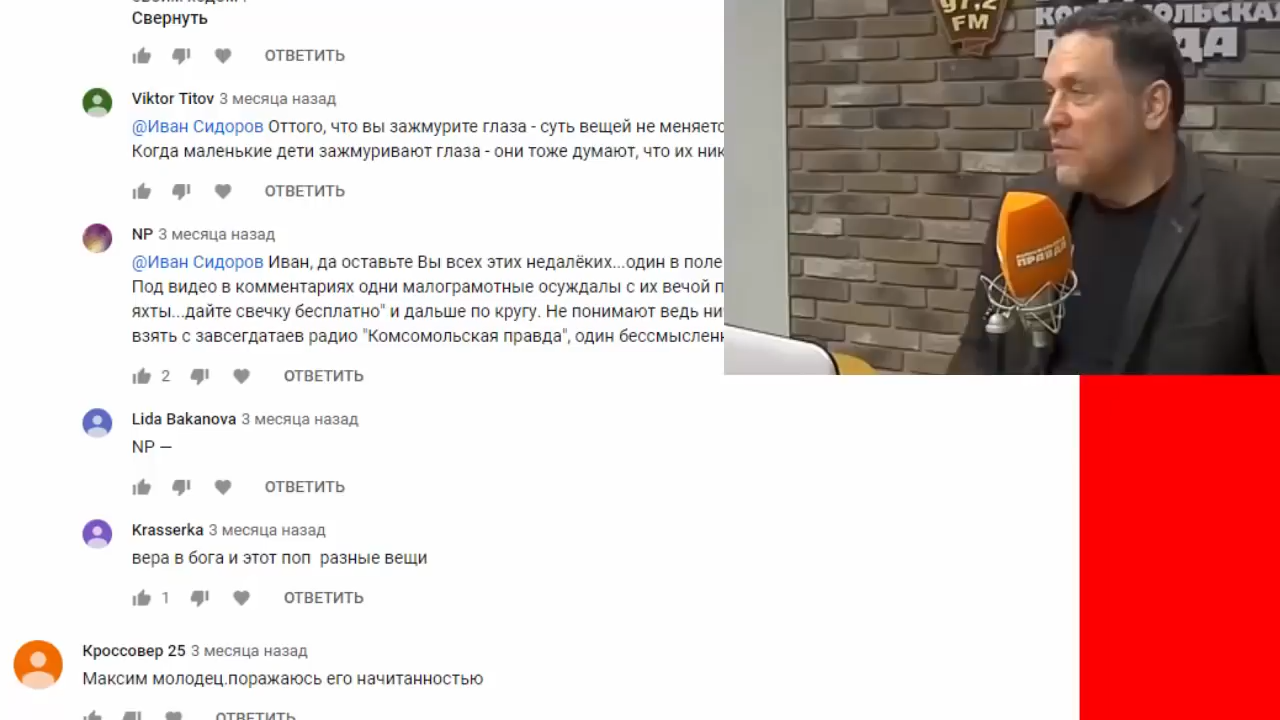 Свернуть
ОТВЕТИТЬ
Viktor Titov 3 месяца назад
@Иван Сидоров Оттого, что вы зажмурите глаза - суть вещей не меняетс
Когда маленькие дети зажмуривают глаза - они тоже думают, что их ник
ОТВЕТИТЬ
NP 3 месяца назад
@Иван Сидоров Иван, да оставьте Вы всех этих недалёких...один в поле
Под видео в комментариях одни малограмотные осуждалы с их вечой п
яхты...дайте свечку бесплатно" и дальше по кругу. Не понимают ведь ни
взять с завсегдатаев радио "Комсомольская правда", один бессмыслен
2 ОТВЕТИТЬ
Lida Bakanova 3 месяца назад
NP —
ОТВЕТИТЬ
Krasserka 3 месяца назад
вера в бога и этот поп разные вещи
1 ОТВЕТИТЬ
Кроссовер 25 3 месяца назад
Максим молодец.поражаюсь его начитанностью
ОТВЕТИТЬ
97,2
FM
ПРАВДА